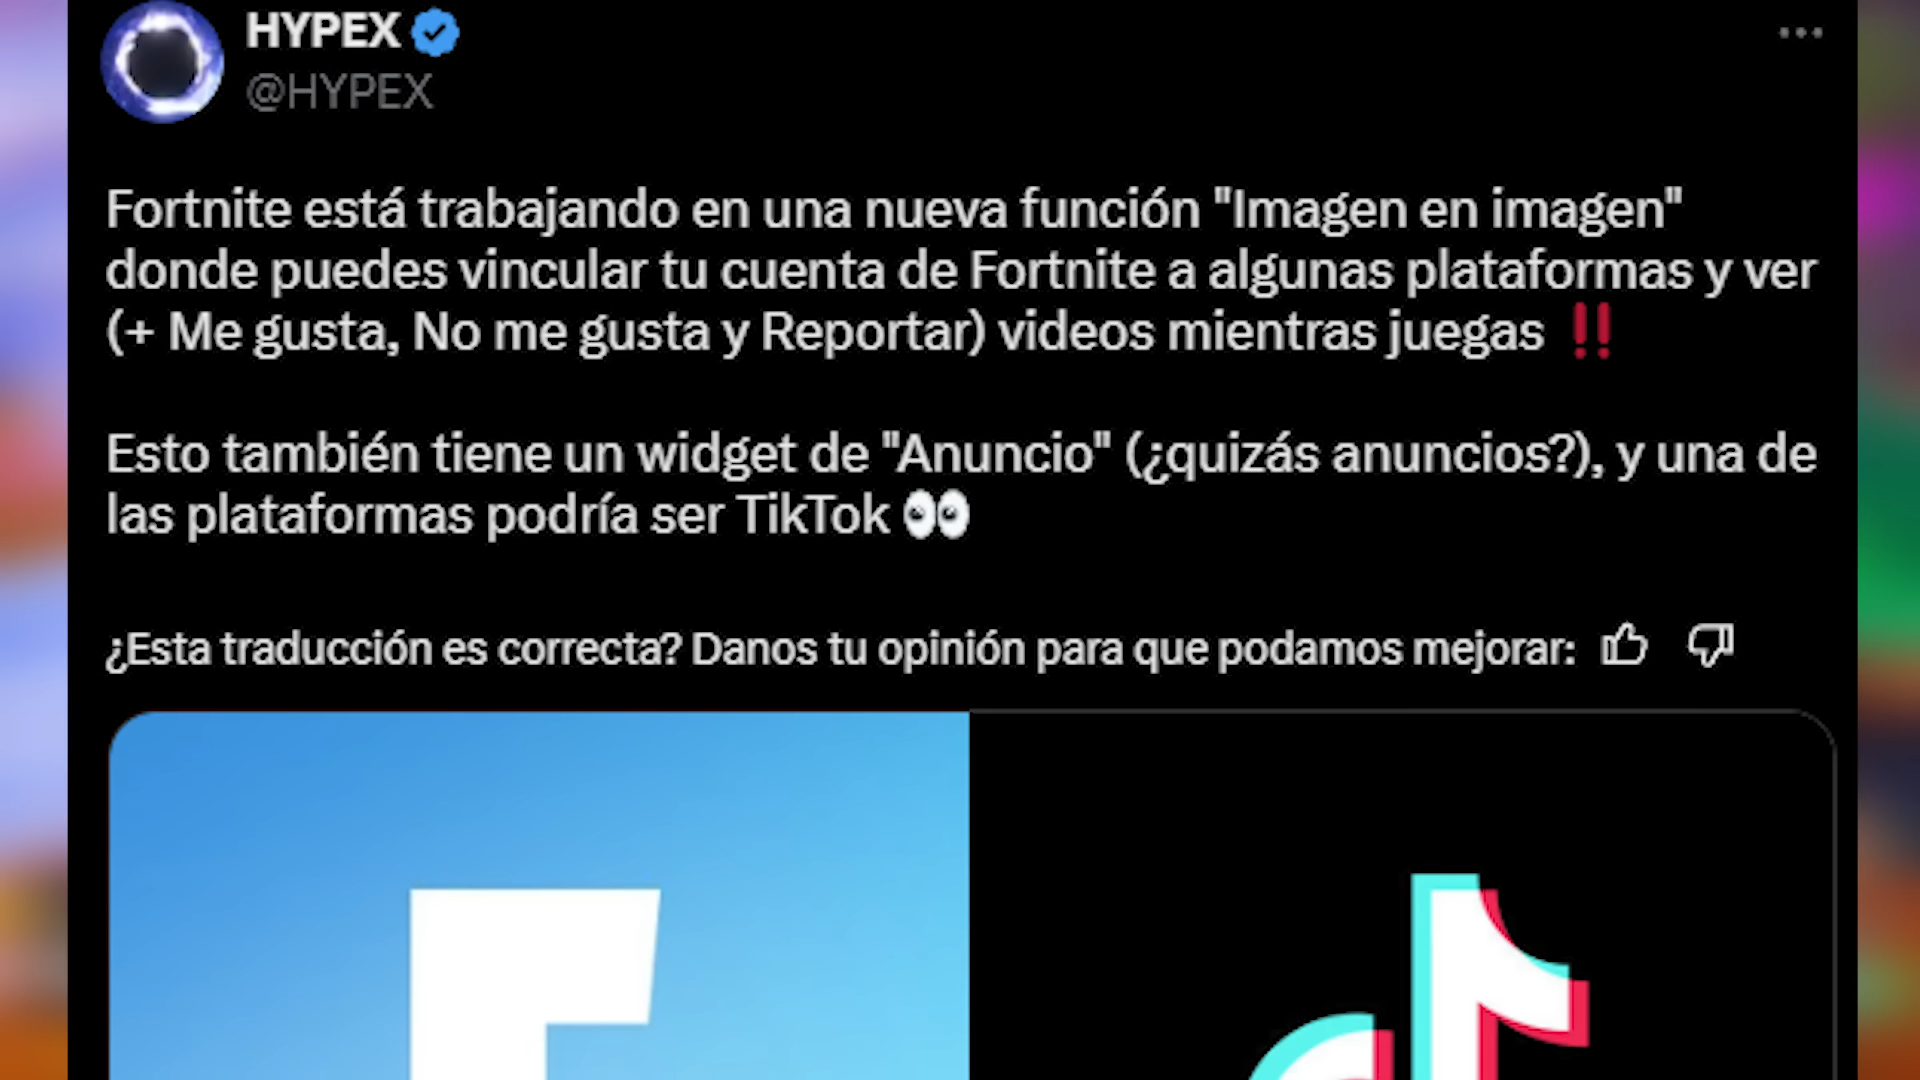 HYPEX
@HYPEX
Fortnite está trabajando en una nueva función "Imagen en imagen"
donde puedes vincular tu cuenta de Fortnite a algunas plataformas y ver
(+ Me gusta, No me gusta y Reportar) videos mientras juegas ‼️
Esto también tiene un widget de "Anuncio" (¿quizás anuncios?), y una de
las plataformas podría ser TikTok 👀
¿Esta traducción es correcta? Danos tu opinión para que podamos mejorar:
F